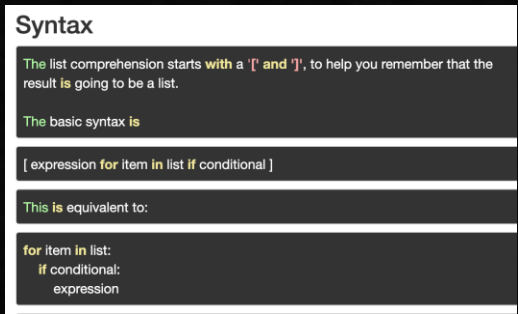 Syntax
The list comprehension starts with a '[' and ']', to help you remember that the
result is going to be a list.
The basic syntax is
[ expression for item in list if conditional ]
This is equivalent to:
for item in list:
if conditional:
expression